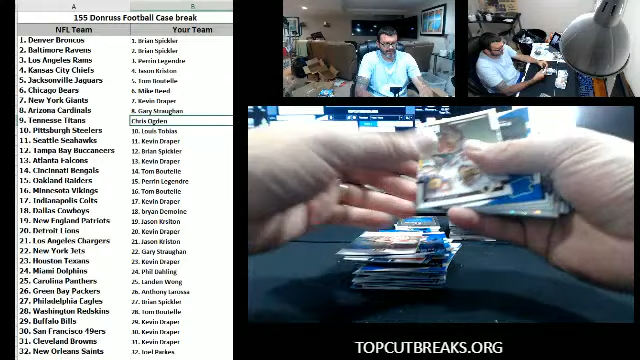 A B
155 Donruss Football Case break
NFL Team Your Team
1. Denver Broncos 1. Brian Spickler
2. Baltimore Ravens 2. Brian Spickler
3. Los Angeles Rams 3. Perrin Legendre
4. Kansas City Chiefs 4. Jason Kriston
5. Jacksonville Jaguars 5. Tom Boutelle
6. Chicago Bears 6. Mike Reed
7. New York Giants 7. Kevin Draper
8. Arizona Cardinals 8. Gary Straughan
9. Tennesse Titans Chris Ogden
10. Pittsburgh Steelers 10. Louis Tobias
11. Seattle Seahawks 11. Kevin Draper
12. Tampa Bay Buccaneers 12. Brian Spickler
13. Atlanta Falcons 13. Kevin Draper
14. Cincinnati Bengals 14. Tom Boutelle
15. Oakland Raiders 15. Perrin Legendre
16. Minnesota Vikings 16. Tom Boutelle
17. Indianapolis Colts 17. Kevin Draper
18. Dallas Cowboys 18. bryan Demoine
19. New England Patriots 19. Jason Kriston
20. Detroit Lions 20. Kevin Draper
21. Los Angeles Chargers 21. Jason Kriston
22. New York Jets 22. Gary Straughan
23. Houston Texans 23. Kevin Draper
24. Miami Dolphins 24. Phil Dahling
25. Carolina Panthers 25. Landen Wong
26. Green Bay Packers 26. Anthony Larossa
27. Philadelphia Eagles 27. Brian Spickler
28. Washington Redskins 28. Tom Boutelle
29. Buffalo Bills 29. Kevin Draper
30. San Francisco 49ers 30. Kevin Draper
31. Cleveland Browns 31. Kevin Draper
32. New Orleans Saints 32. Joel Parkes
TOPCUTBREAKS.ORG